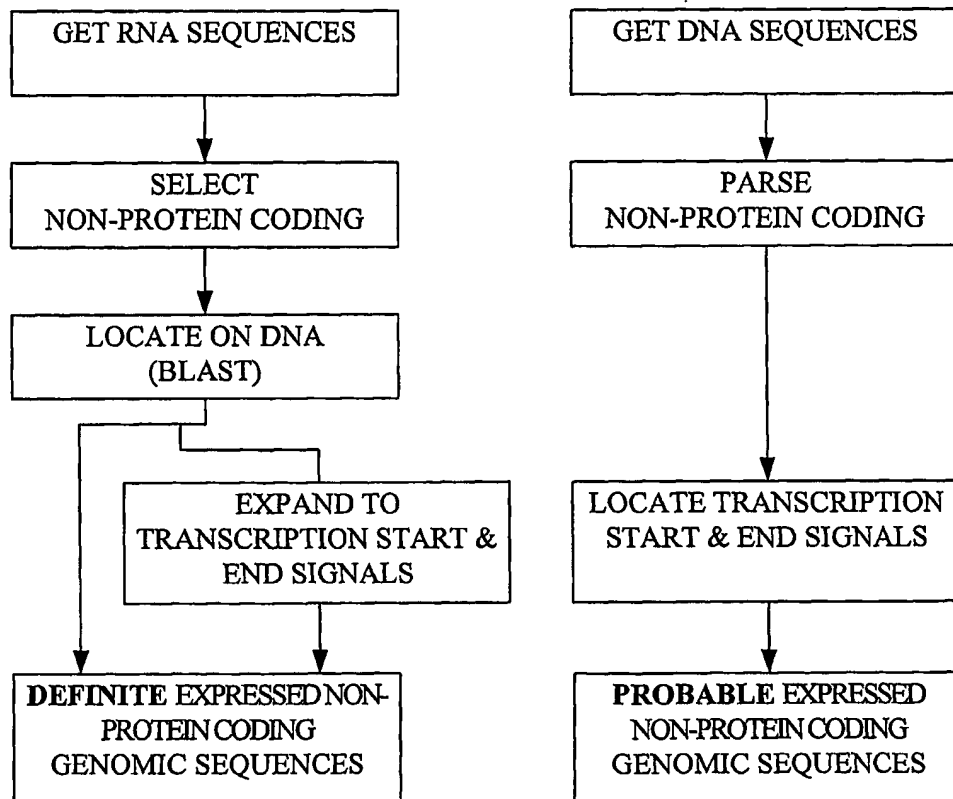 GET RNA SEQUENCES
SELECT
NON-PROTEIN CODING
LOCATE ON DNA
(BLAST)
EXPAND TO
TRANSCRIPTION START &
END SIGNALS
DEFINITE EXPRESSED NON-
PROTEIN CODING
GENOMIC SEQUENCES
GET DNA SEQUENCES
PARSE
NON-PROTEIN CODING
LOCATE TRANSCRIPTION
START & END SIGNALS
PROBABLE EXPRESSED
NON-PROTEIN CODING
GENOMIC SEQUENCES